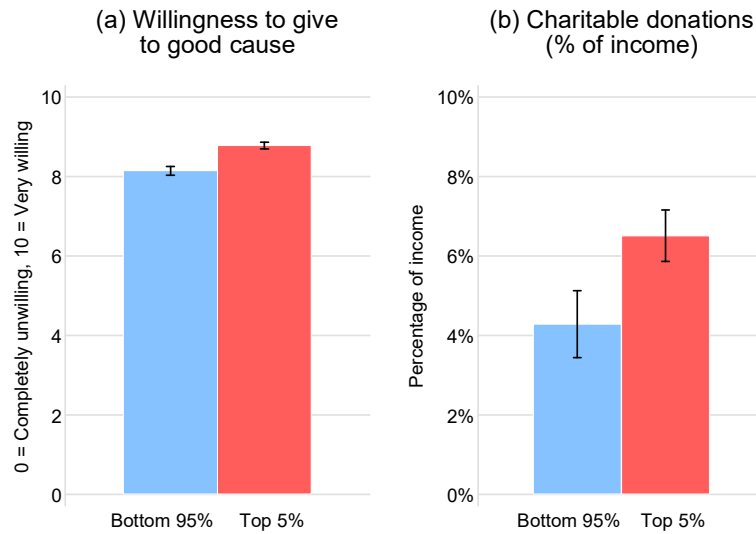 (a) Willingness to give
to good cause
0 = Completely unwilling, 10 = Very willing
10
8
6
4
2
0
Bottom 95%
Top 5%
(b) Charitable donations
(% of income)
Percentage of income
10%
8%
6%
4%
2%
0%
Bottom 95%
Top 5%